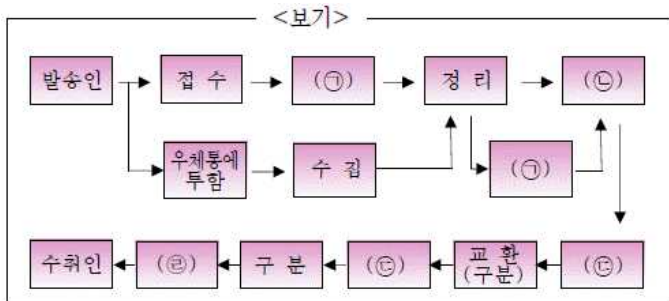 <보기>
발송인
접 수
(㉠)
정 리
(㉡)
우체통에
투함
수 집
(㉠)
수취인
(㉣)
구 분
(㉢)
교 환
(구분)
(㉢)